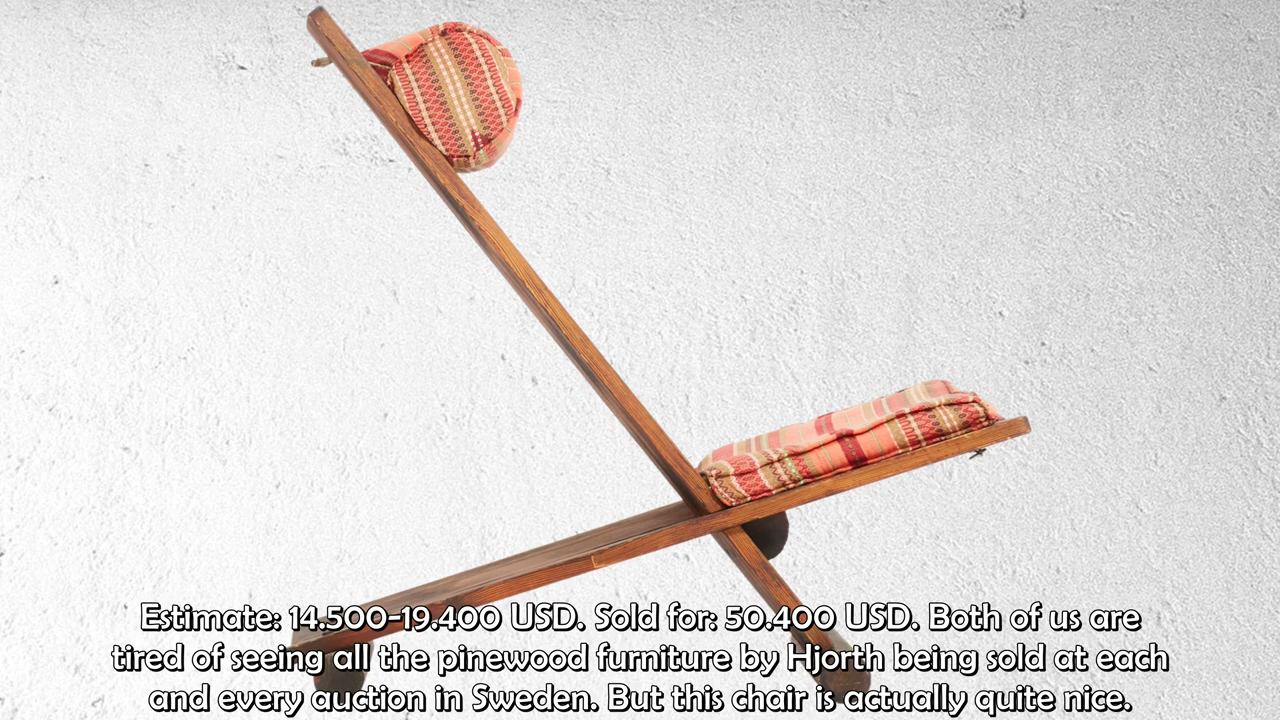 Estimate: 14.500-19.400 USD. Sold for: 50.400 USD. Both of us are
tired of seeing all the pinewood furniture by Hjorth being sold at each
and every auction in Sweden. But this chair is actually quite nice.